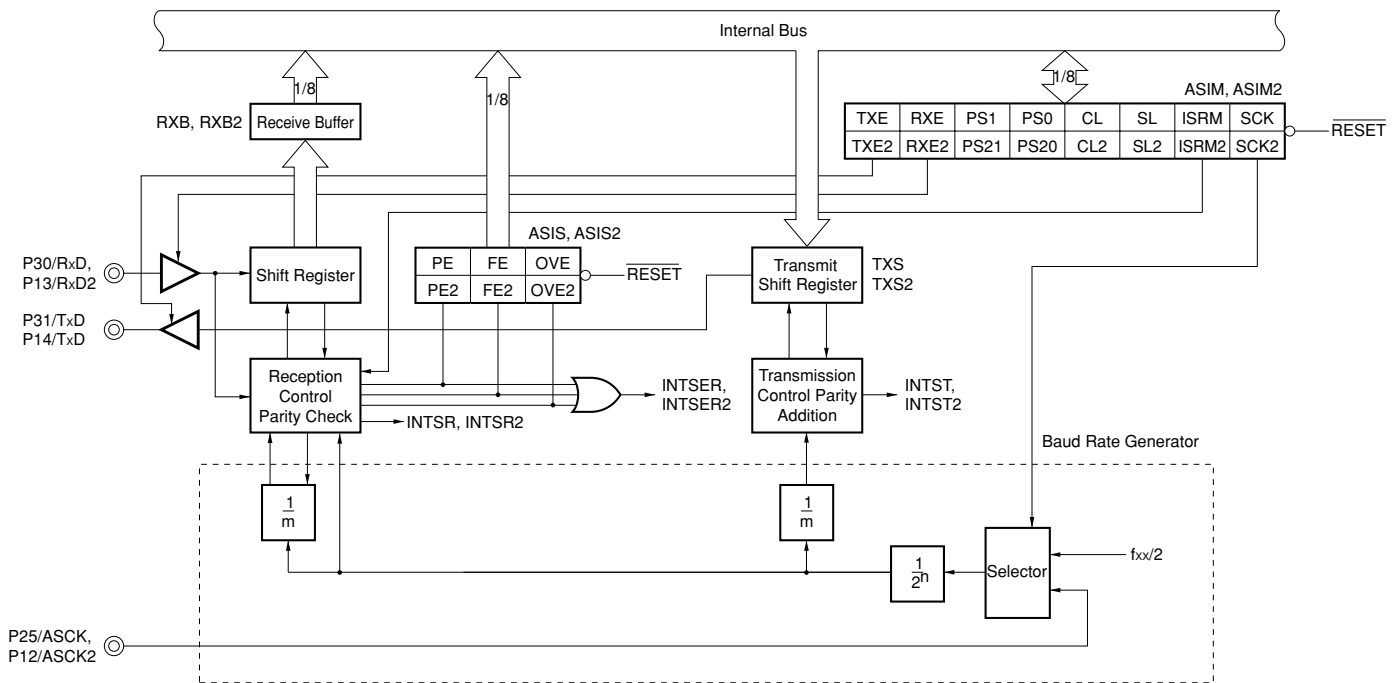 Internal Bus
1/8
1/8
1/8
ASIM, ASIM2
RXB, RXB2
Receive Buffer
TXE RXE PS1 PS0 CL SL ISRM SCK
TXE2 RXE2 PS21 PS20 CL2 SL2 ISRM2 SCK2
RESET
ASIS, ASIS2
P30/RxD,
P13/RxD2
Shift Register
PE FE OVE
PE2 FE2 OVE2
RESET
Transmit
Shift Register
TXS
TXS2
P31/TxD
P14/TxD
Reception
Control
Parity Check
INTSER,
INTSER2
INTSR, INTSR2
Transmission
Control Parity
Addition
INTST,
INTST2
Baud Rate Generator
1
m
1
m
1
2n
Selector
fxx/2
P25/ASCK,
P12/ASCK2